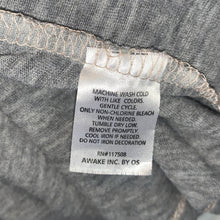 MACHINE WASH COLD
WITH LIKE COLORS.
GENTLE CYCLE.
ONLY NON-CHLORINE BLEACH
WHEN NEEDED.
TUMBLE DRY LOW.
REMOVE PROMPTLY.
COOL IRON IF NEEDED.
DO NOT IRON DECORATION
RN#117508
AWAKE INC. BY OS